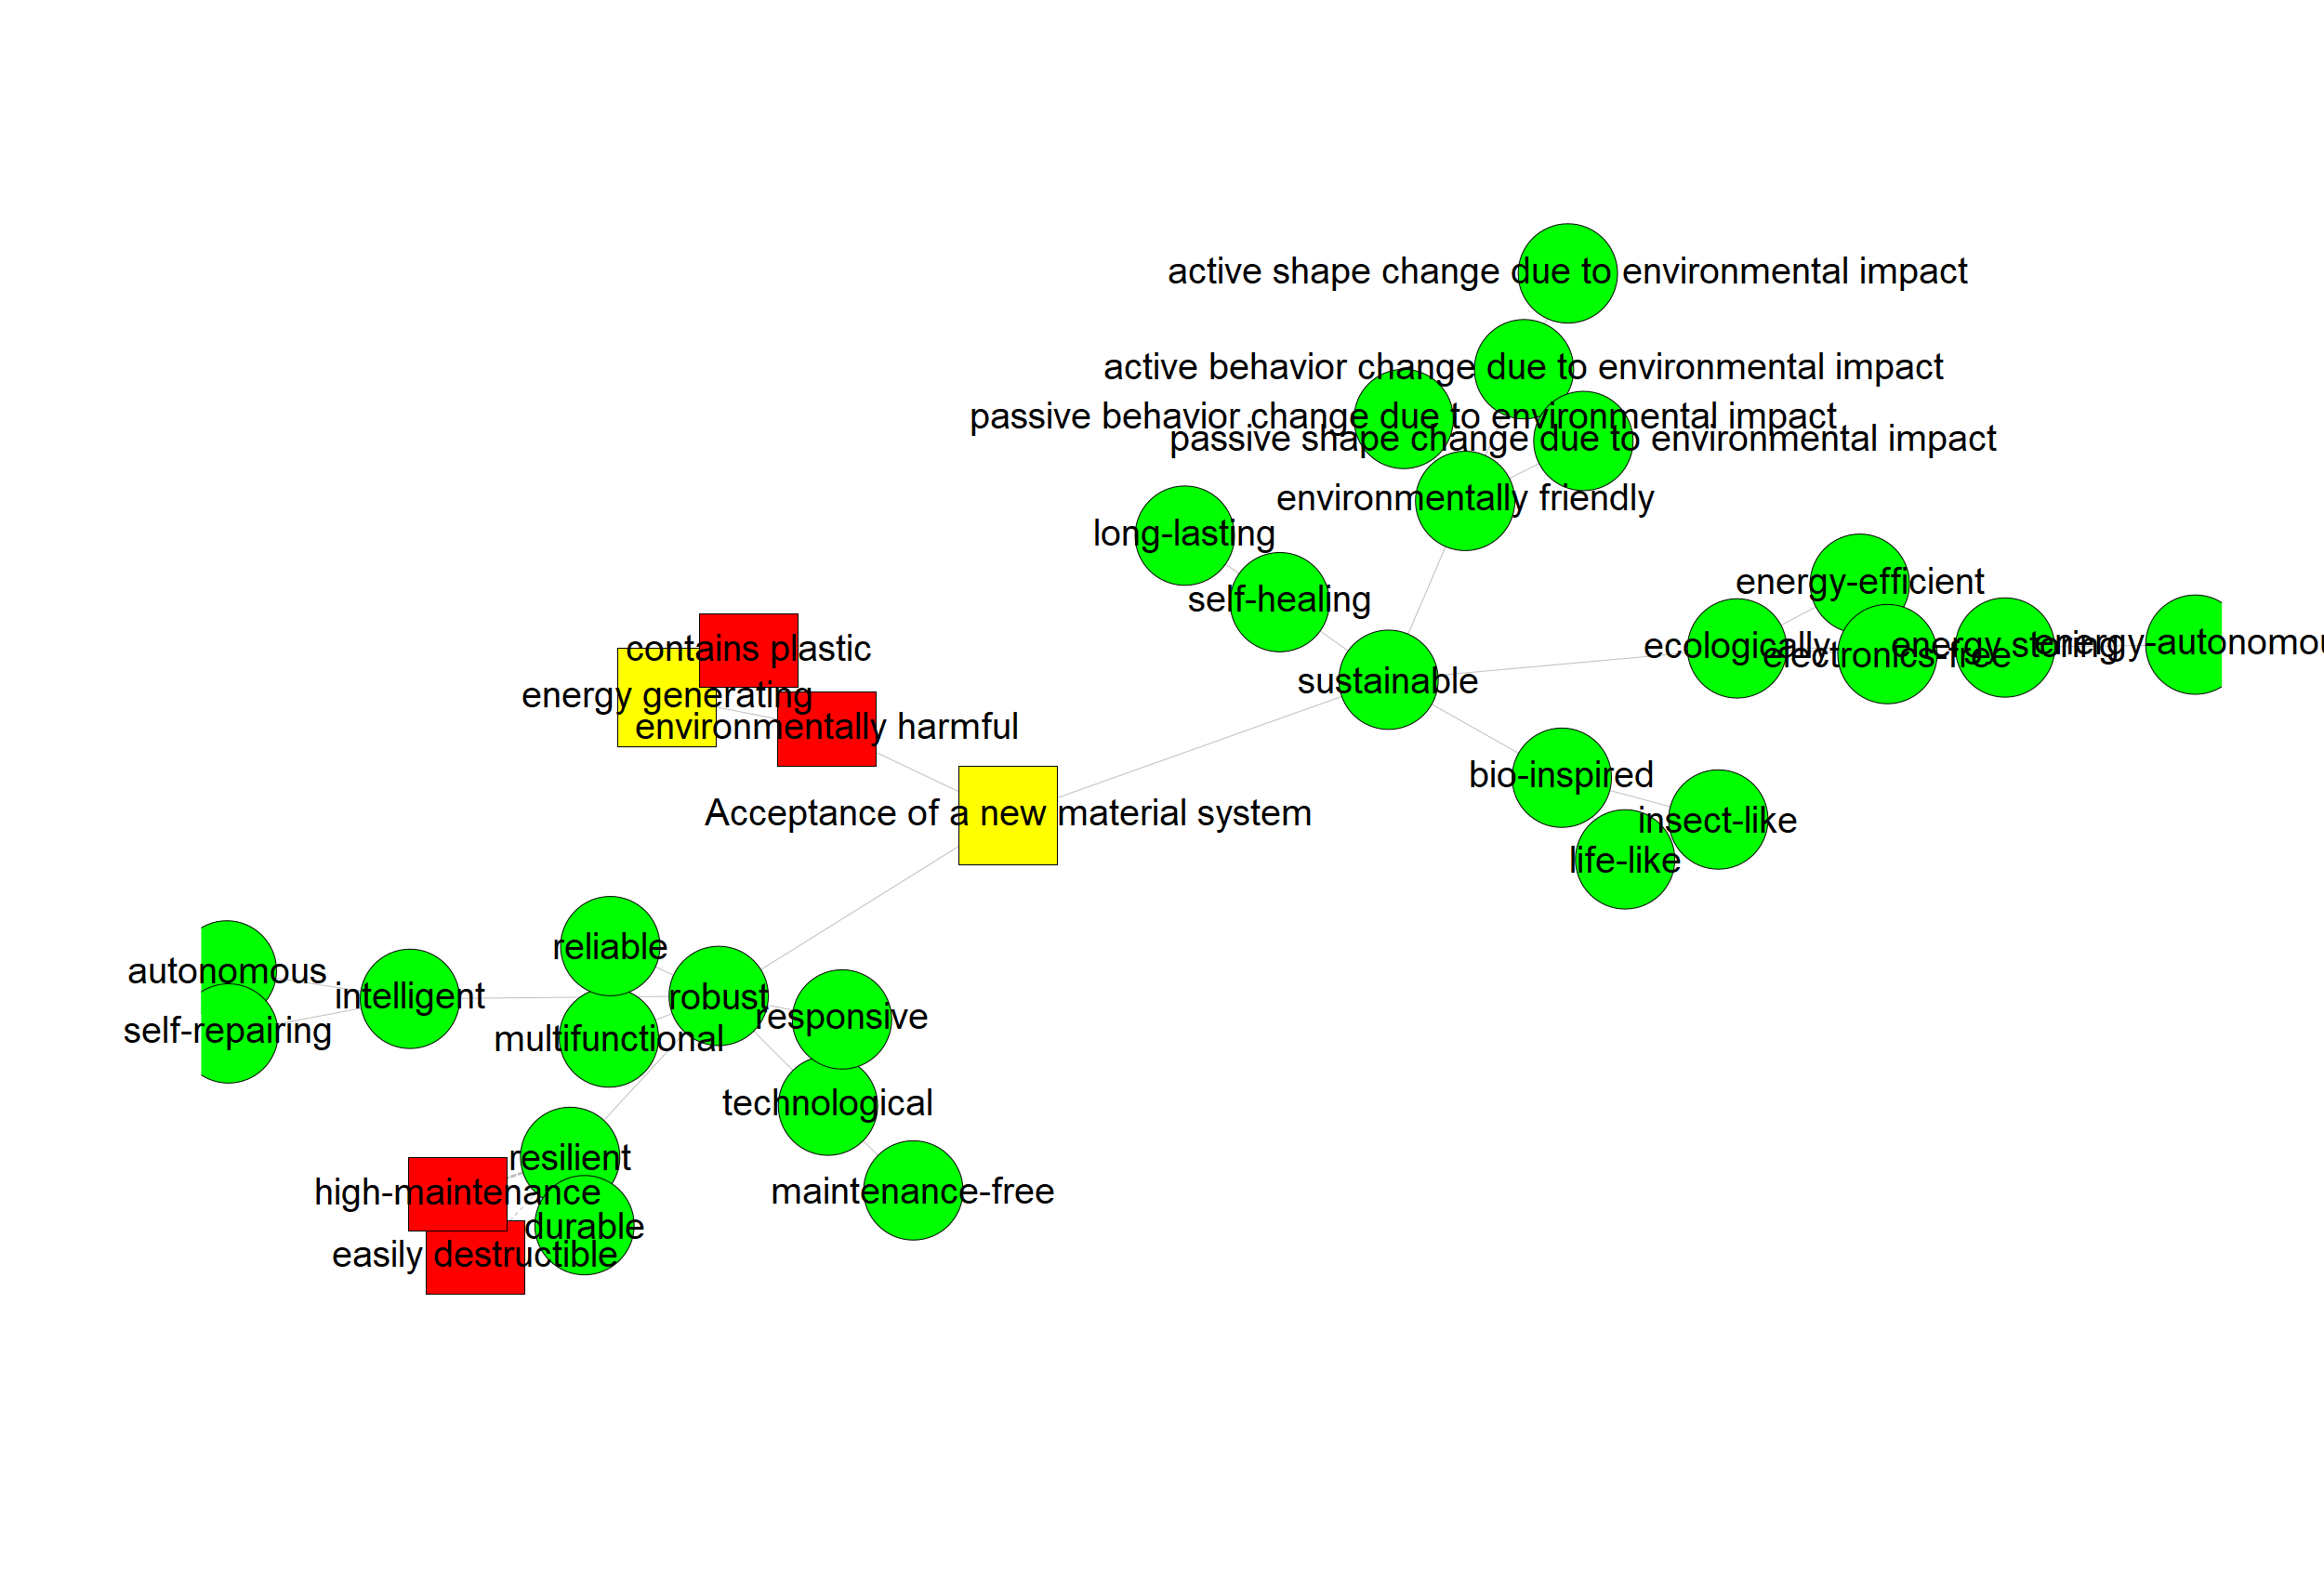 active shape change due to environmental impact
active behavior change due to environmental impact
passive behavior change due to environmental impact
passive shape change due to environmental impact
environmentally friendly
long-lasting
self-healing
energy-efficient
ecologically
electronics-free
energy storing
energy-autonomou
contains plastic
sustainable
energy generating
environmentally harmful
bio-inspired
Acceptance of a new material system
insect-like
life-like
reliable
autonomous
intelligent
robust
responsive
self-repairing
multifunctional
technological
resilient
high-maintenance
maintenance-free
durable
easily destructible